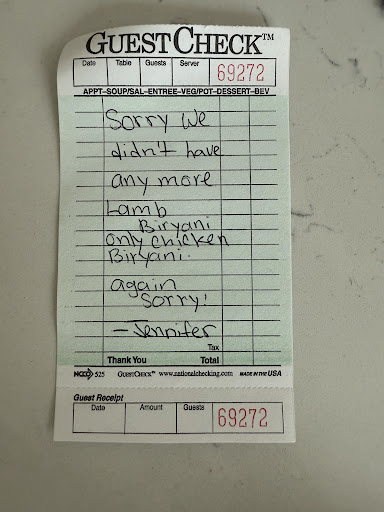 GUESTCHECK™
Date Table Guests Server 69272
APPT–SOUP/SAL–ENTREE–VEG/POT–DESSERT–BEV
Sorry we
didn't have
any more
Lamb
Biryani
only chicken
Biryani.
again
Sorry!
—Jennifer
Tax
Thank You Total
NCCO 525 GUESTCHECK™ www.nationalchecking.com MADE IN THE USA
Guest Receipt
Date Amount Guests 69272